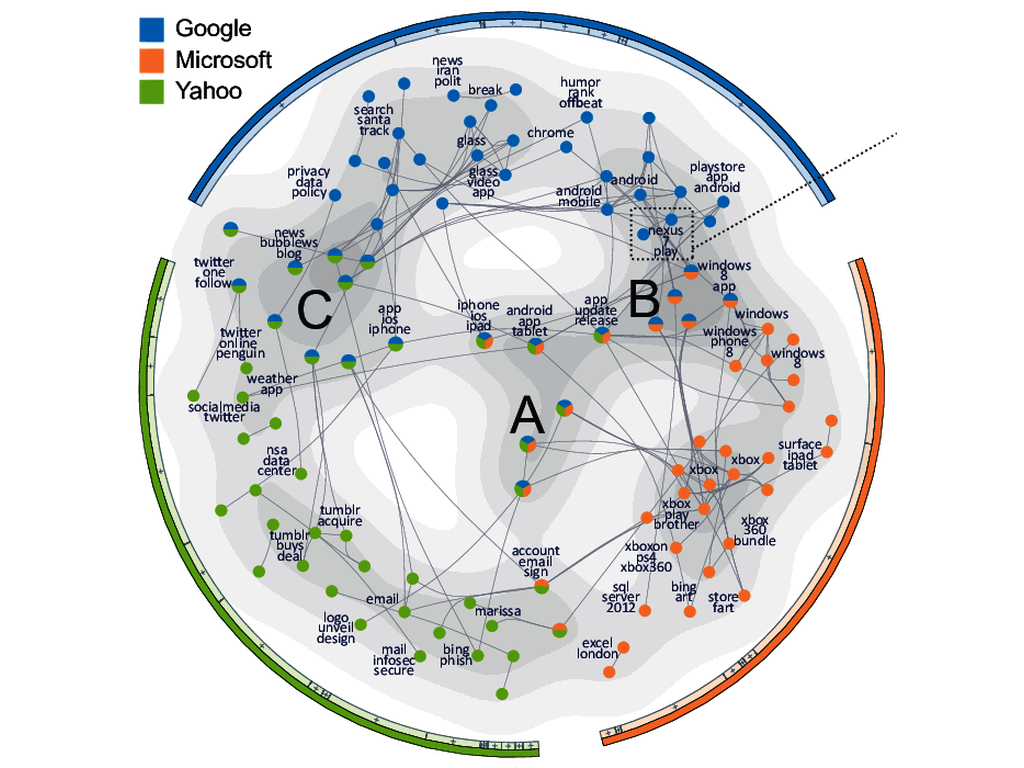 Google
Microsoft
Yahoo
news
iran
polit
break
humor
rank
offbeat
search
santa
track
glass
chrome
glass
video
app
privacy
data
policy
android
mobile
android
playstore
app
android
nexus
7
play
news
bubblews
blog
twitter
one
follow
C
app
ios
iphone
iphone
ios
ipad
android
app
tablet
app
update
release
B
windows
8
app
windows
windows
phone
8
windows
8
twitter
online
penguin
weather
app
socialmedia
twitter
A
nsa
data
center
surface
ipad
tablet
xbox
xbox
xbox
play
brother
xbox
360
bundle
tumblr
acquire
tumblr
buys
deal
account
email
sign
xboxon
ps4
xbox360
sql
server
2012
bing
art
store
fart
email
marissa
logo
unveil
design
mail
infosec
secure
bing
phish
excel
london